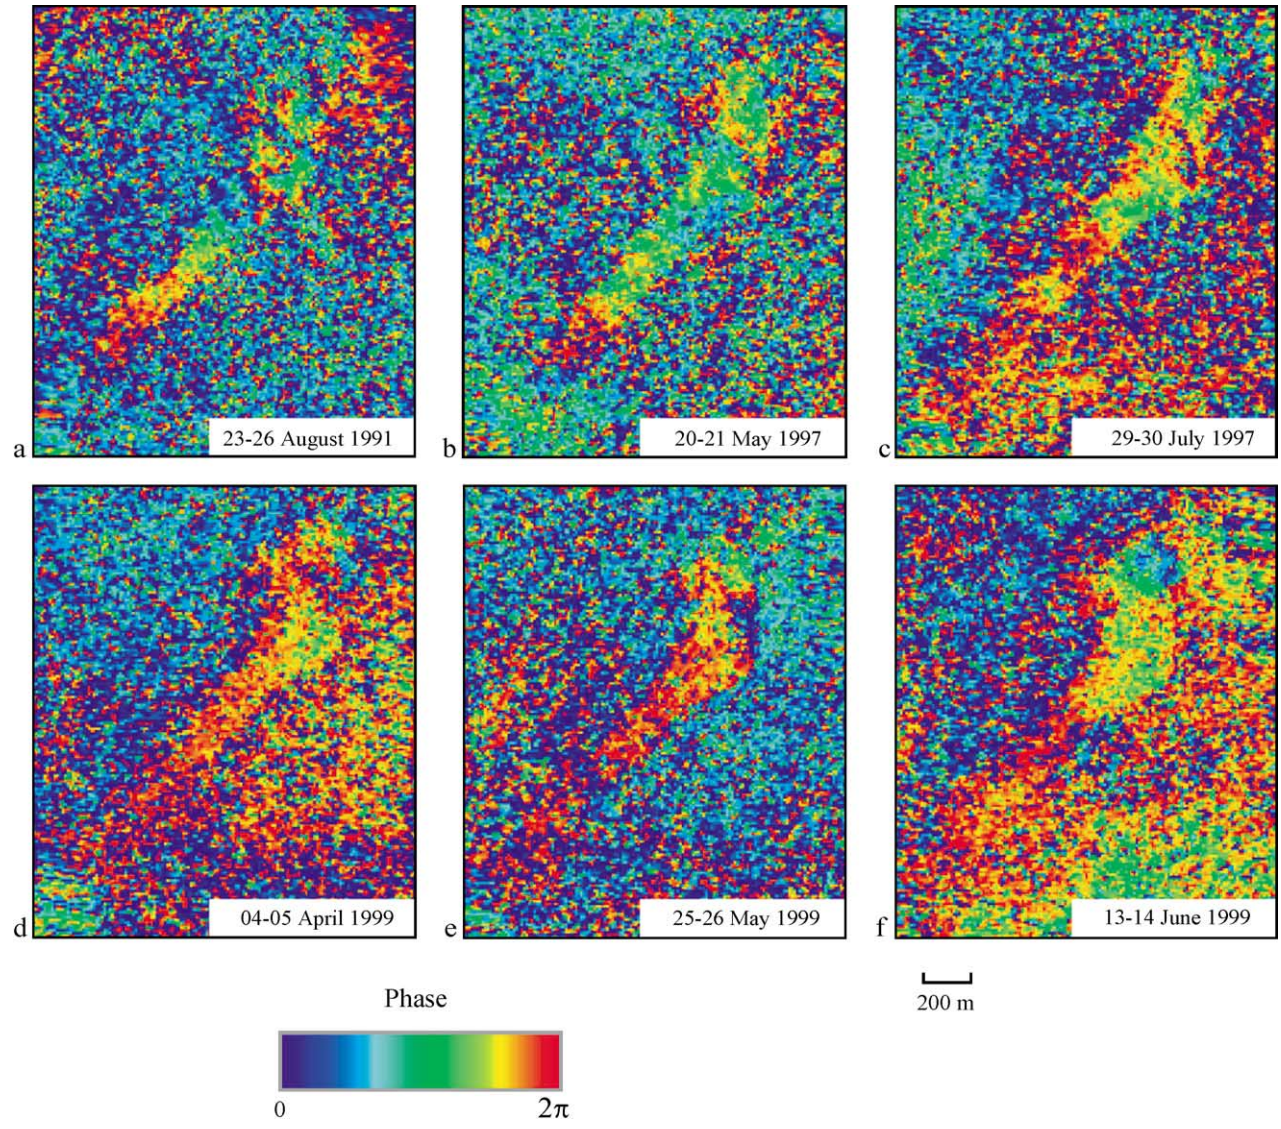 a
23-26 August 1991
b
20-21 May 1997
c
29-30 July 1997
d
04-05 April 1999
e
25-26 May 1999
f
13-14 June 1999
200 m
Phase
0
2π